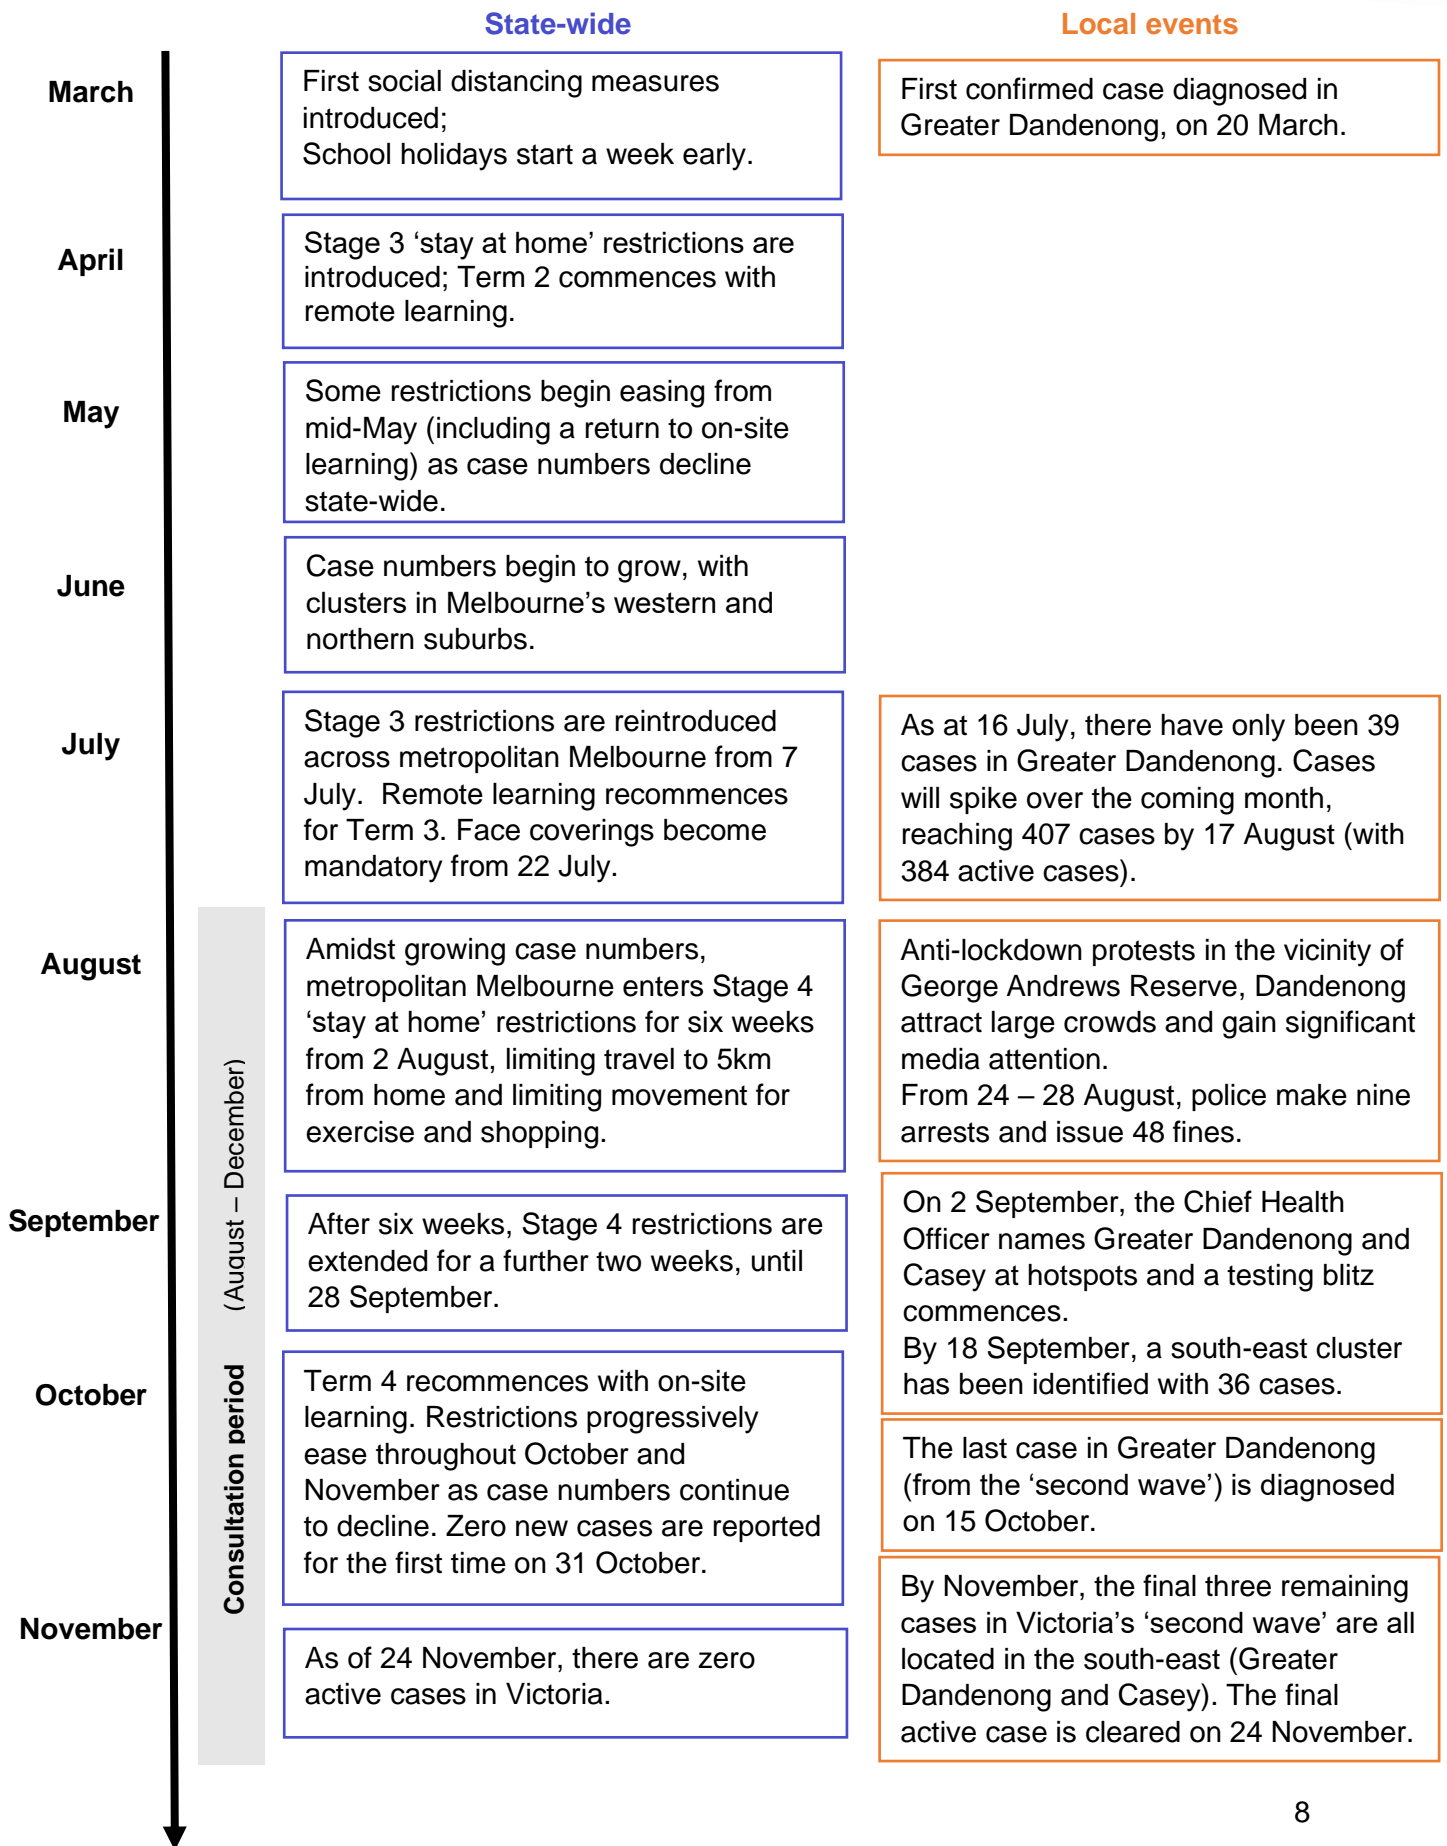 State-wide
Local events
March
First social distancing measures
introduced;
School holidays start a week early.
First confirmed case diagnosed in
Greater Dandenong, on 20 March.
April
Stage 3 ‘stay at home’ restrictions are
introduced; Term 2 commences with
remote learning.
May
Some restrictions begin easing from
mid-May (including a return to on-site
learning) as case numbers decline
state-wide.
June
Case numbers begin to grow, with
clusters in Melbourne’s western and
northern suburbs.
July
Stage 3 restrictions are reintroduced
across metropolitan Melbourne from 7
July.  Remote learning recommences
for Term 3. Face coverings become
mandatory from 22 July.
As at 16 July, there have only been 39
cases in Greater Dandenong. Cases
will spike over the coming month,
reaching 407 cases by 17 August (with
384 active cases).
Consultation period (August – December)
August
Amidst growing case numbers,
metropolitan Melbourne enters Stage 4
‘stay at home’ restrictions for six weeks
from 2 August, limiting travel to 5km
from home and limiting movement for
exercise and shopping.
Anti-lockdown protests in the vicinity of
George Andrews Reserve, Dandenong
attract large crowds and gain significant
media attention.
From 24 – 28 August, police make nine
arrests and issue 48 fines.
September
After six weeks, Stage 4 restrictions are
extended for a further two weeks, until
28 September.
On 2 September, the Chief Health
Officer names Greater Dandenong and
Casey at hotspots and a testing blitz
commences.
By 18 September, a south-east cluster
has been identified with 36 cases.
October
Term 4 recommences with on-site
learning. Restrictions progressively
ease throughout October and
November as case numbers continue
to decline. Zero new cases are reported
for the first time on 31 October.
The last case in Greater Dandenong
(from the ‘second wave’) is diagnosed
on 15 October.
November
As of 24 November, there are zero
active cases in Victoria.
By November, the final three remaining
cases in Victoria’s ‘second wave’ are all
located in the south-east (Greater
Dandenong and Casey). The final
active case is cleared on 24 November.
8